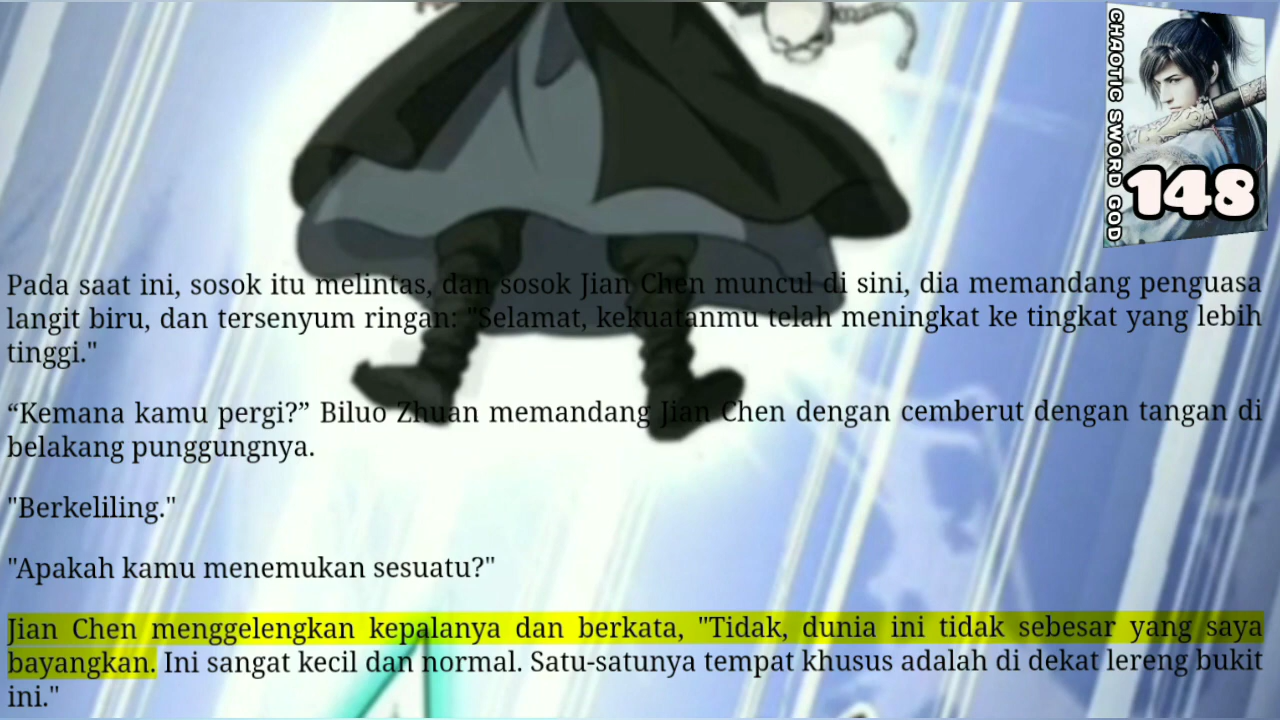 CHAOTIC SWORD GOD
148
Pada saat ini, sosok itu melintas, dan sosok Jian Chen muncul di sini, dia memandang penguasa
langit biru, dan tersenyum ringan: "Selamat, kekuatanmu telah meningkat ke tingkat yang lebih
tinggi."
“Kemana kamu pergi?” Biluo Zhuan memandang Jian Chen dengan cemberut dengan tangan di
belakang punggungnya.
"Berkeliling."
"Apakah kamu menemukan sesuatu?"
Jian Chen menggelengkan kepalanya dan berkata, "Tidak, dunia ini tidak sebesar yang saya
bayangkan. Ini sangat kecil dan normal. Satu-satunya tempat khusus adalah di dekat lereng bukit
ini."